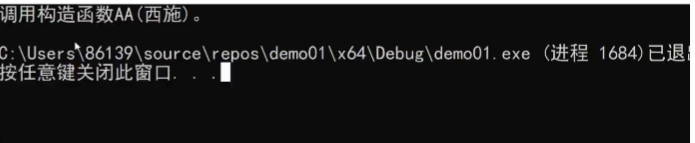 调用构造函数AA(西施)。
C:\Users\86139\source\repos\demo01\x64\Debug\demo01.exe (进程 1684)已退
按任意键关闭此窗口. . .